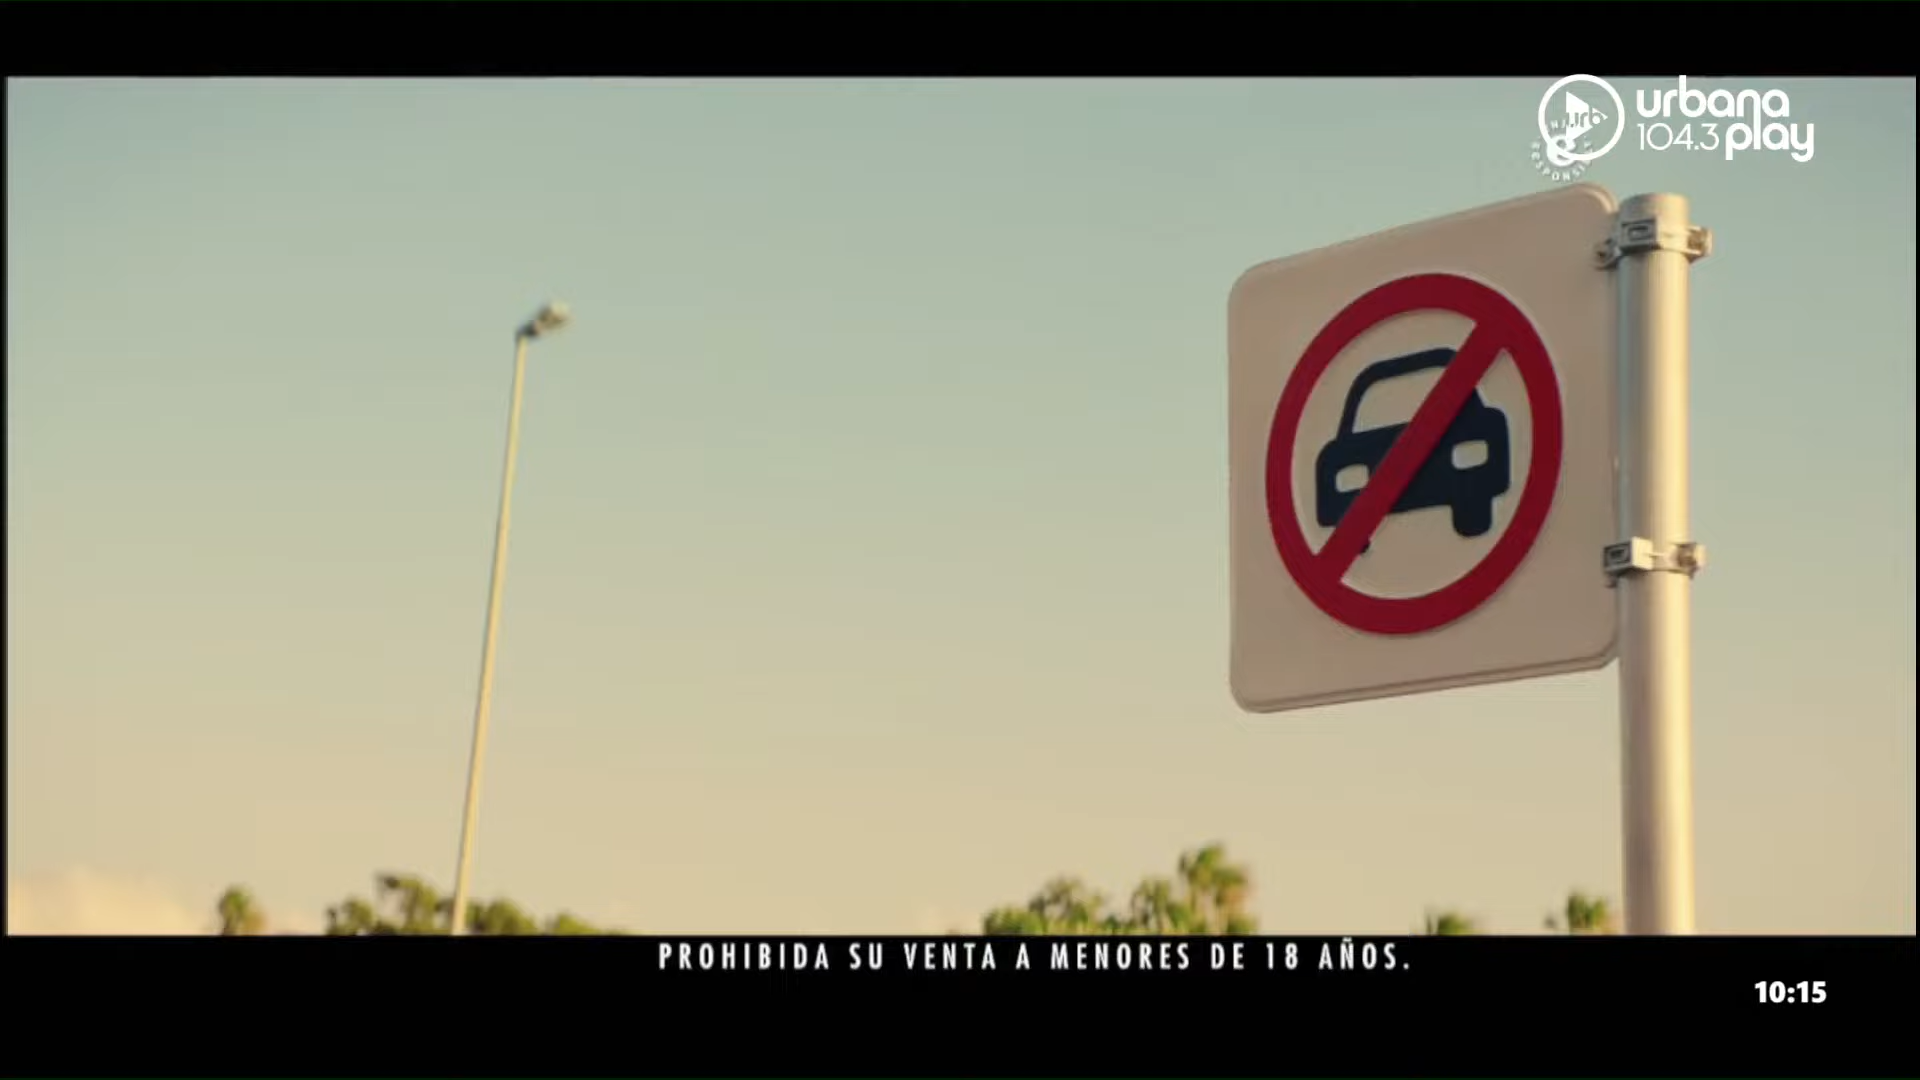 urbana
104.3 play
PROHIBIDA SU VENTA A MENORES DE 18 AÑOS.
10:15